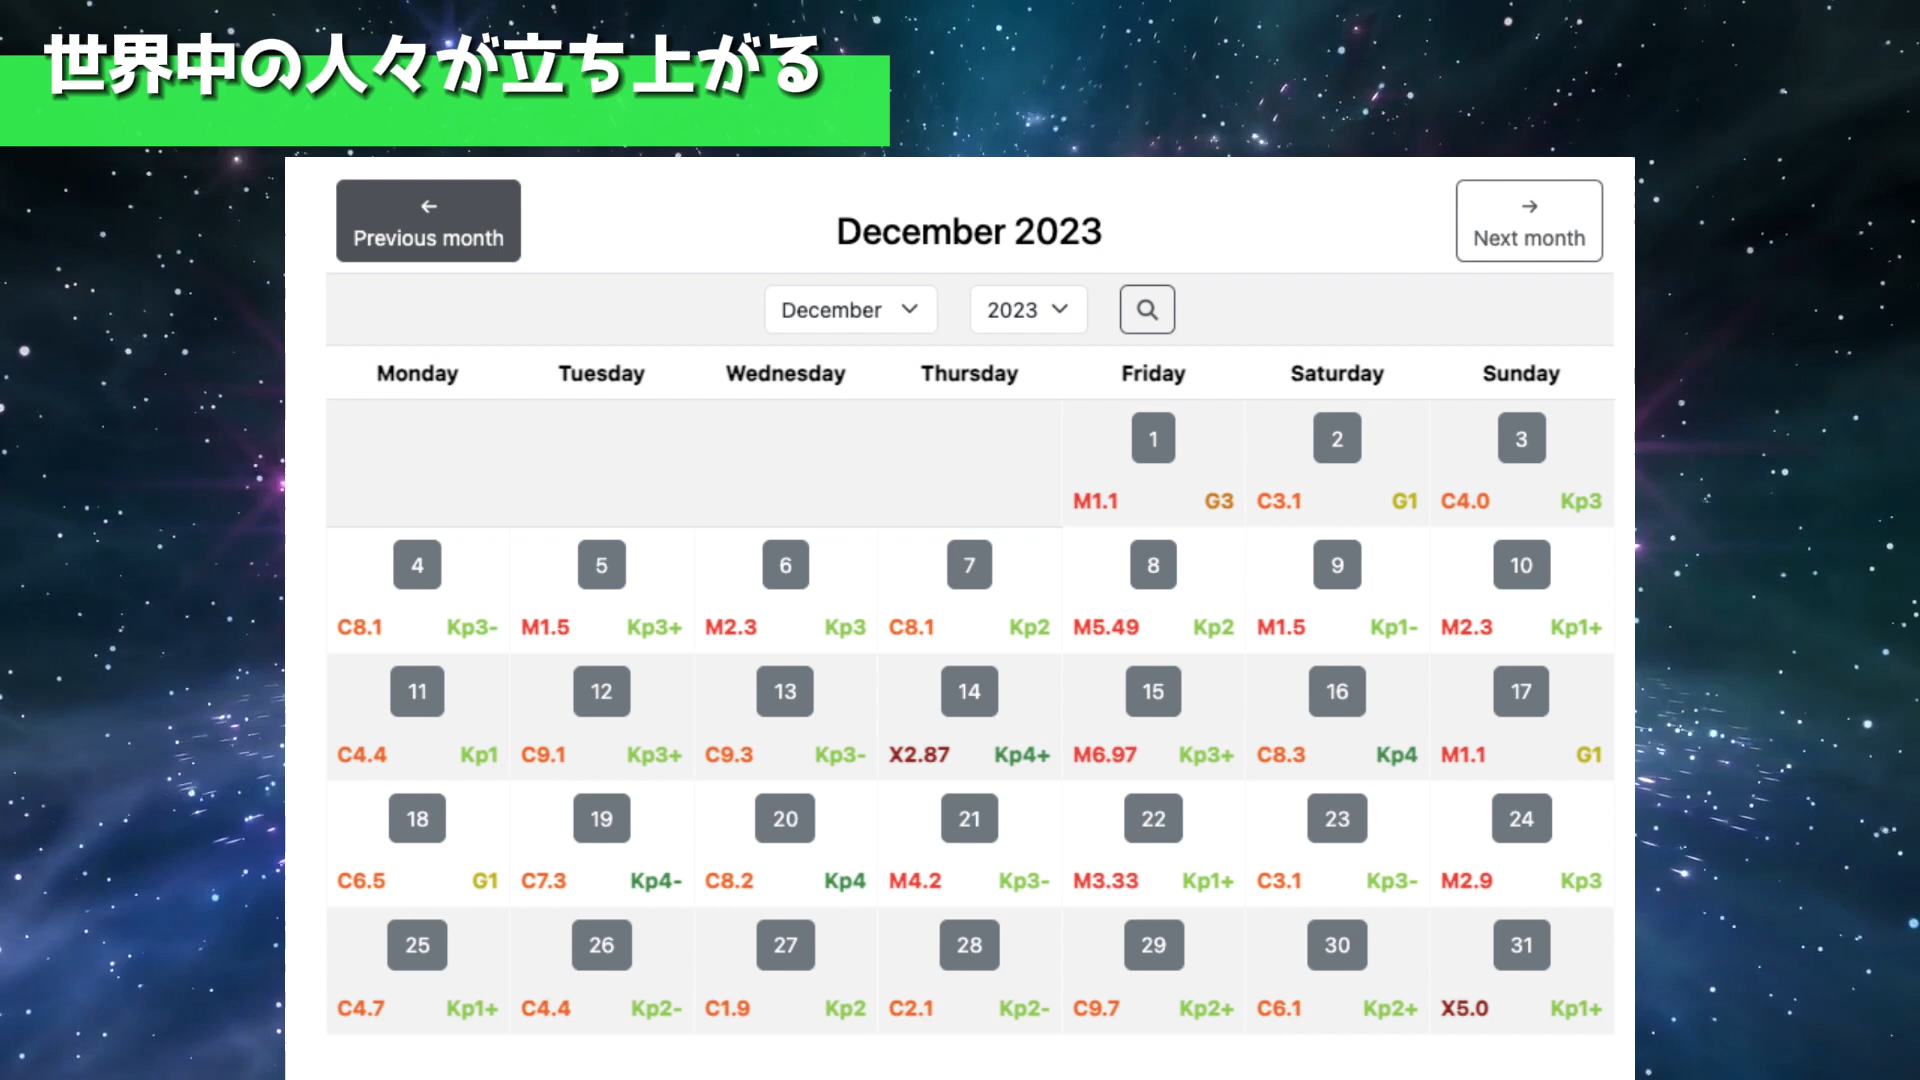 世界中の人々が立ち上がる
← Previous month
December 2023
→ Next month
December 2023
Monday Tuesday Wednesday Thursday Friday Saturday Sunday
1 2 3
M1.1 G3 C3.1 G1 C4.0 Kp3
4 5 6 7 8 9 10
C8.1 Kp3- M1.5 Kp3+ M2.3 Kp3 C8.1 Kp2 M5.49 Kp2 M1.5 Kp1- M2.3 Kp1+
11 12 13 14 15 16 17
C4.4 Kp1 C9.1 Kp3+ C9.3 Kp3- X2.87 Kp4+ M6.97 Kp3+ C8.3 Kp4 M1.1 G1
18 19 20 21 22 23 24
C6.5 G1 C7.3 Kp4- C8.2 Kp4 M4.2 Kp3- M3.33 Kp1+ C3.1 Kp3- M2.9 Kp3
25 26 27 28 29 30 31
C4.7 Kp1+ C4.4 Kp2- C1.9 Kp2 C2.1 Kp2- C9.7 Kp2+ C6.1 Kp2+ X5.0 Kp1+